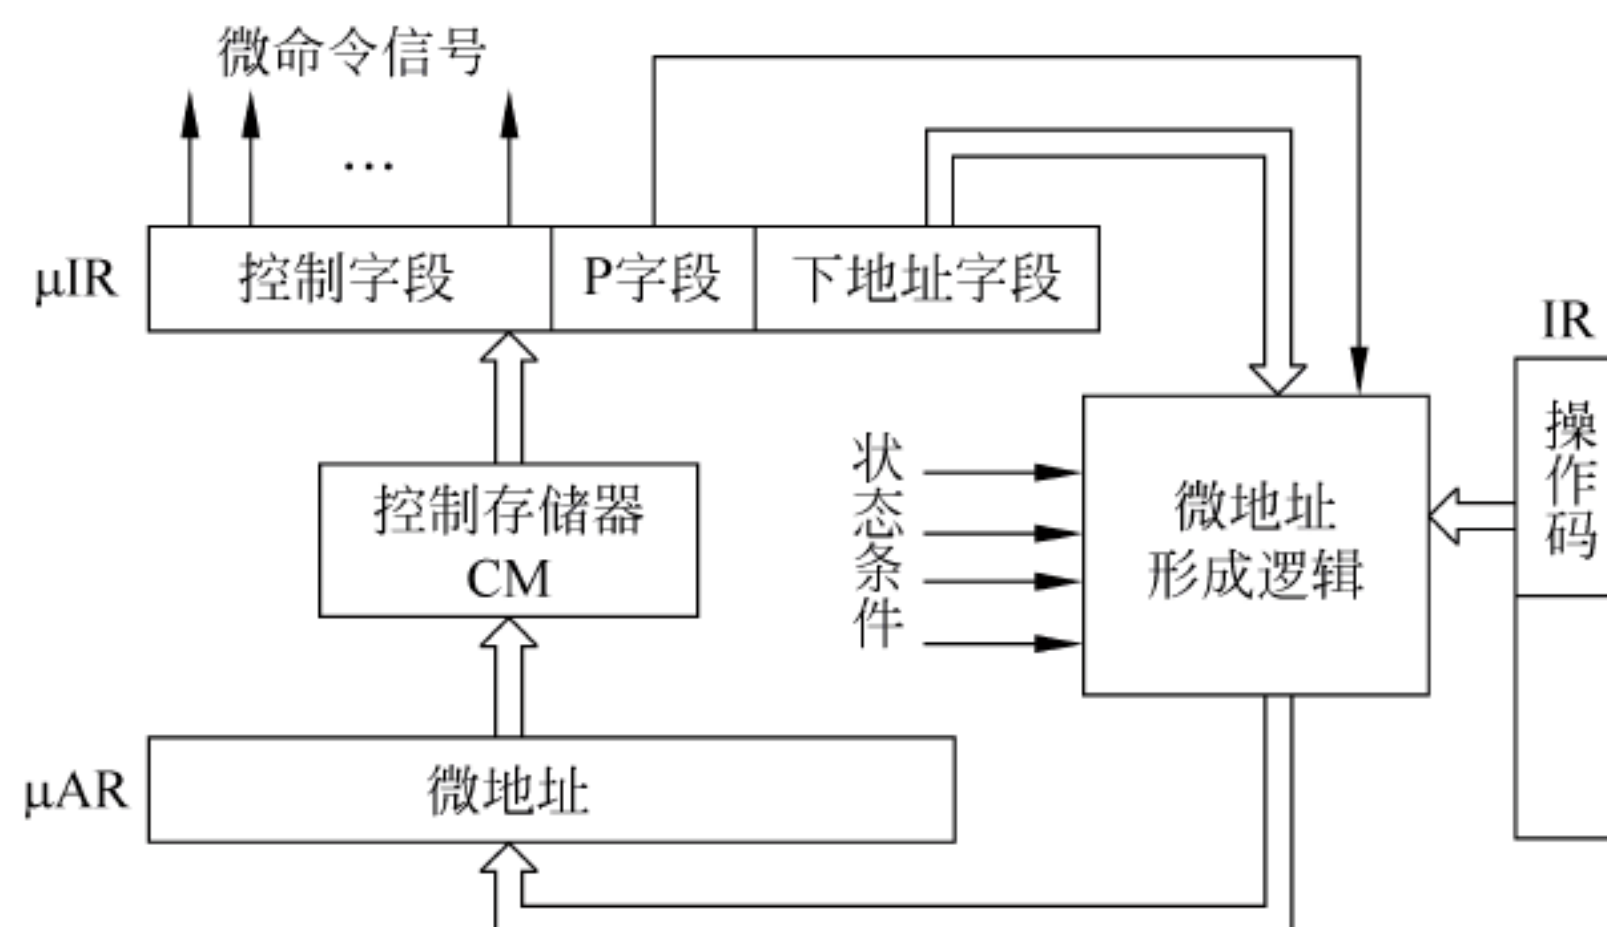 微命令信号
…
μIR
控制字段
P字段
下地址字段
IR
操作码
状态条件
控制存储器
CM
微地址
形成逻辑
μAR
微地址